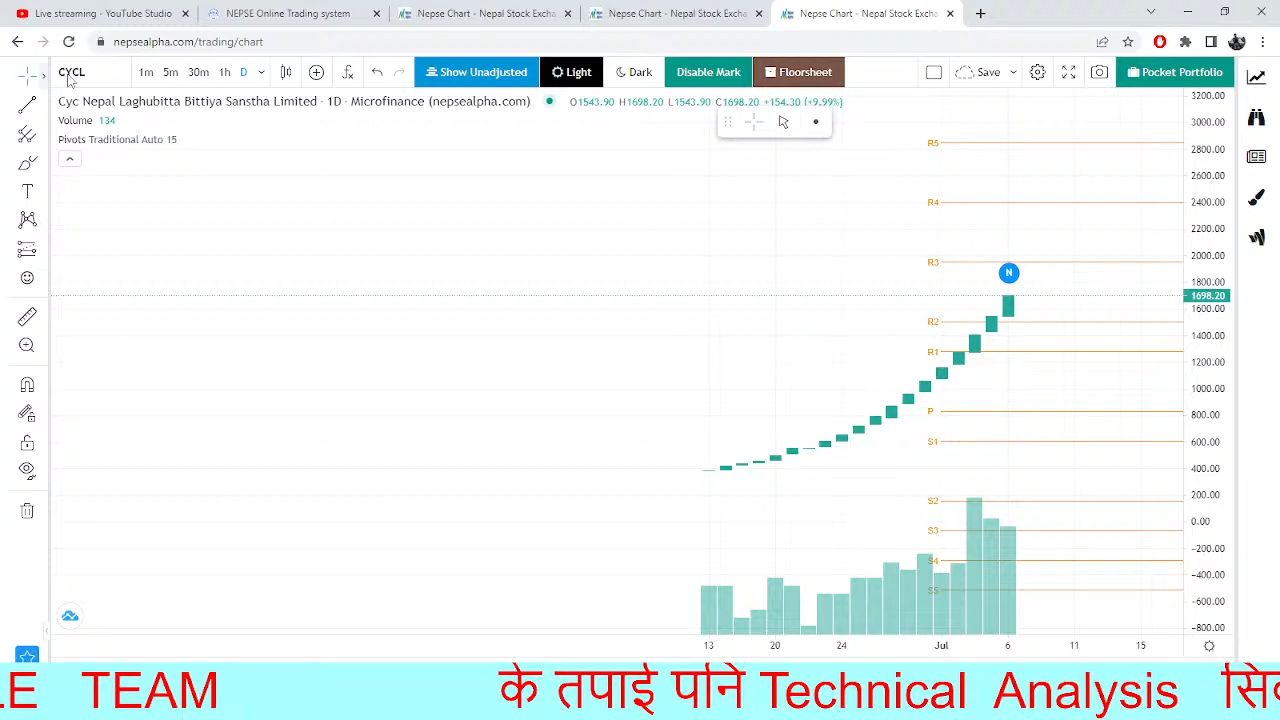 Live streaming - YouTube Studio
NEPSE Online Trading System
Nepse Chart - Nepal Stock Excha
Nepse Chart - Nepal Stock Excha
Nepse Chart - Nepal Stock Exch
nepsealpha.com/trading/chart
CYCL
1m 5m 30m 1h D
Show Unadjusted
Light
Dark
Disable Mark
Floorsheet
Save
Pocket Portfolio
Cyc Nepal Laghubitta Bittiya Sanstha Limited · 1D · Microfinance (nepsealpha.com)
O1543.90 H1698.20 L1543.90 C1698.20 +154.30 (+9.99%)
Volume 134
Pivots Traditional Auto 15
3200.00
3000.00
R5
2800.00
2600.00
R4
2400.00
2200.00
2000.00
R3
N
1800.00
1698.20
1600.00
R2
1400.00
R1
1200.00
1000.00
800.00
P
600.00
S1
400.00
200.00
S2
0.00
S3
-200.00
S4
-400.00
S5
-600.00
-800.00
13 20 24 Jul 6 11 15
LE TEAM के तपाई पनि Technical Analysis